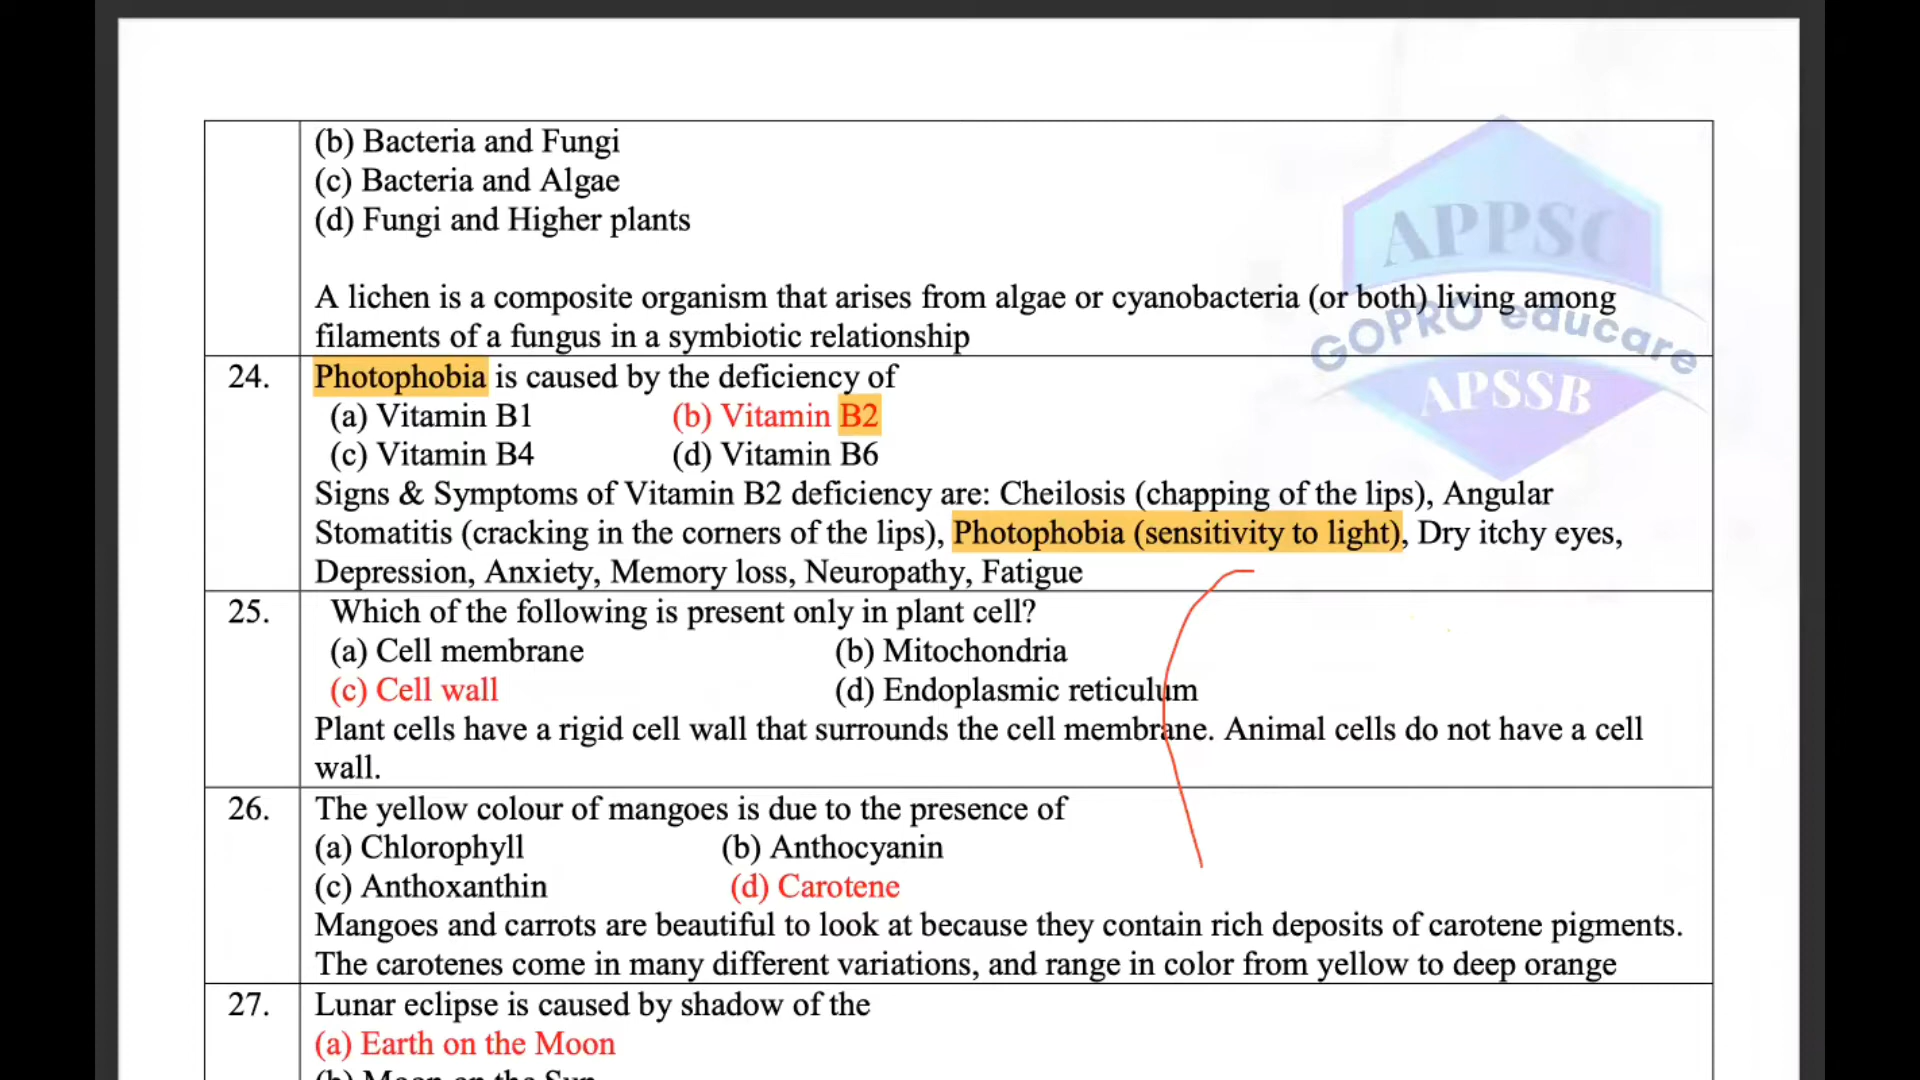 (b) Bacteria and Fungi
(c) Bacteria and Algae
(d) Fungi and Higher plants
A lichen is a composite organism that arises from algae or cyanobacteria (or both) living among
filaments of a fungus in a symbiotic relationship
APPSC
GOPRO educare
APSSB
24. Photophobia is caused by the deficiency of
(a) Vitamin B1 (b) Vitamin B2
(c) Vitamin B4 (d) Vitamin B6
Signs & Symptoms of Vitamin B2 deficiency are: Cheilosis (chapping of the lips), Angular
Stomatitis (cracking in the corners of the lips), Photophobia (sensitivity to light), Dry itchy eyes,
Depression, Anxiety, Memory loss, Neuropathy, Fatigue
25. Which of the following is present only in plant cell?
(a) Cell membrane (b) Mitochondria
(c) Cell wall (d) Endoplasmic reticulum
Plant cells have a rigid cell wall that surrounds the cell membrane. Animal cells do not have a cell
wall.
26. The yellow colour of mangoes is due to the presence of
(a) Chlorophyll (b) Anthocyanin
(c) Anthoxanthin (d) Carotene
Mangoes and carrots are beautiful to look at because they contain rich deposits of carotene pigments.
The carotenes come in many different variations, and range in color from yellow to deep orange
27. Lunar eclipse is caused by shadow of the
(a) Earth on the Moon
(b) Moon on the Sun